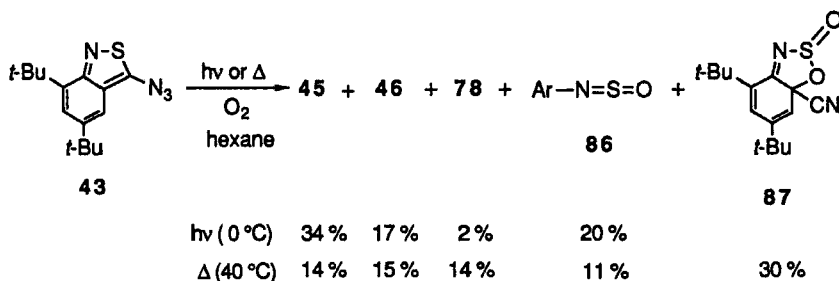 t-Bu
N S
N₃
t-Bu
43
hν or Δ
O₂
hexane
45 + 46 + 78 + Ar-N=S=O +
86
O
N S
O
t-Bu
CN
t-Bu
87
hν ( 0 °C) 34 % 17 % 2 % 20 %
Δ (40 °C) 14 % 15 % 14 % 11 % 30 %